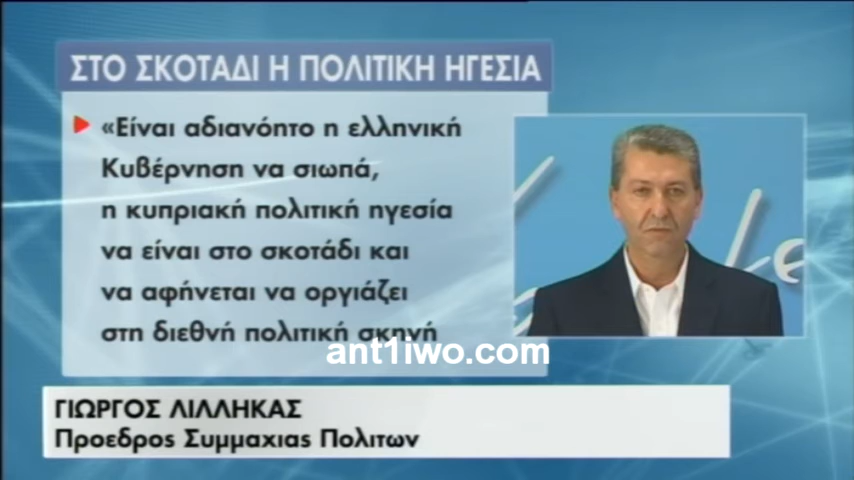 ΣΤΟ ΣΚΟΤΑΔΙ Η ΠΟΛΙΤΙΚΗ ΗΓΕΣΙΑ
«Είναι αδιανόητο η ελληνική
Κυβέρνηση να σιωπά,
η κυπριακή πολιτική ηγεσία
να είναι στο σκοτάδι και
να αφήνεται να οργιάζει
στη διεθνή πολιτική σκηνή
ant1iwo.com
ΓΙΩΡΓΟΣ ΛΙΛΛΗΚΑΣ
Προεδρος Συμμαχιας Πολιτων